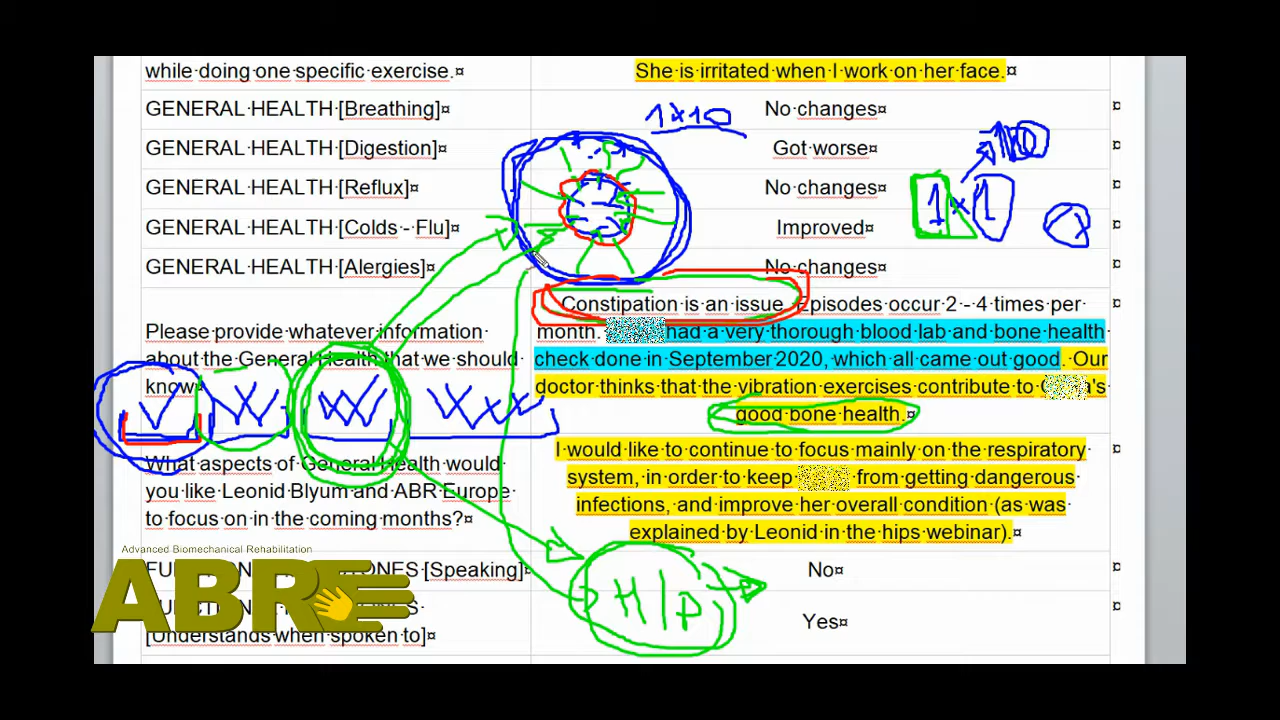 while doing one specific exercise.¤
She is irritated when I work on her face.¤
GENERAL HEALTH [Breathing]¤
No changes¤
1 x 10
GENERAL HEALTH [Digestion]¤
Got worse¤
10
GENERAL HEALTH [Reflux]¤
No changes¤
1 x 1
GENERAL HEALTH [Colds - Flu]¤
Improved¤
GENERAL HEALTH [Alergies]¤
No changes¤
Please provide whatever information
about the General Health that we should
know¤
Constipation is an issue. Episodes occur 2 - 4 times per
month. had a very thorough blood lab and bone health
check done in September 2020, which all came out good. Our
doctor thinks that the vibration exercises contribute to 's
good bone health.¤
What aspects of General Health would
you like Leonid Blyum and ABR Europe
to focus on in the coming months?¤
I would like to continue to focus mainly on the respiratory
system, in order to keep from getting dangerous
infections, and improve her overall condition (as was
explained by Leonid in the hips webinar).¤
Advanced Biomechanical Rehabilitation
ABR
[Speaking]¤
No¤
H/P
[Understands when spoken to]¤
Yes¤